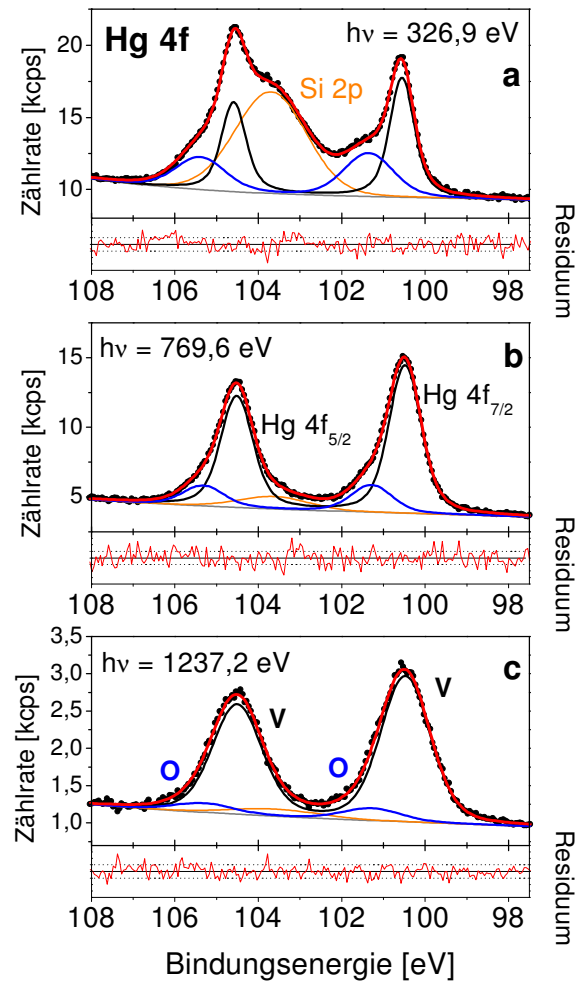 Hg 4f
hν = 326,9 eV
a
Si 2p
20
15
10
Zählrate [kcps]
Residuum
108 106 104 102 100 98
hν = 769,6 eV
b
Hg 4f5/2
Hg 4f7/2
15
10
5
Zählrate [kcps]
Residuum
108 106 104 102 100 98
hν = 1237,2 eV
c
V
V
O
O
3,5
3,0
2,5
2,0
1,5
1,0
Zählrate [kcps]
Residuum
108 106 104 102 100 98
Bindungsenergie [eV]